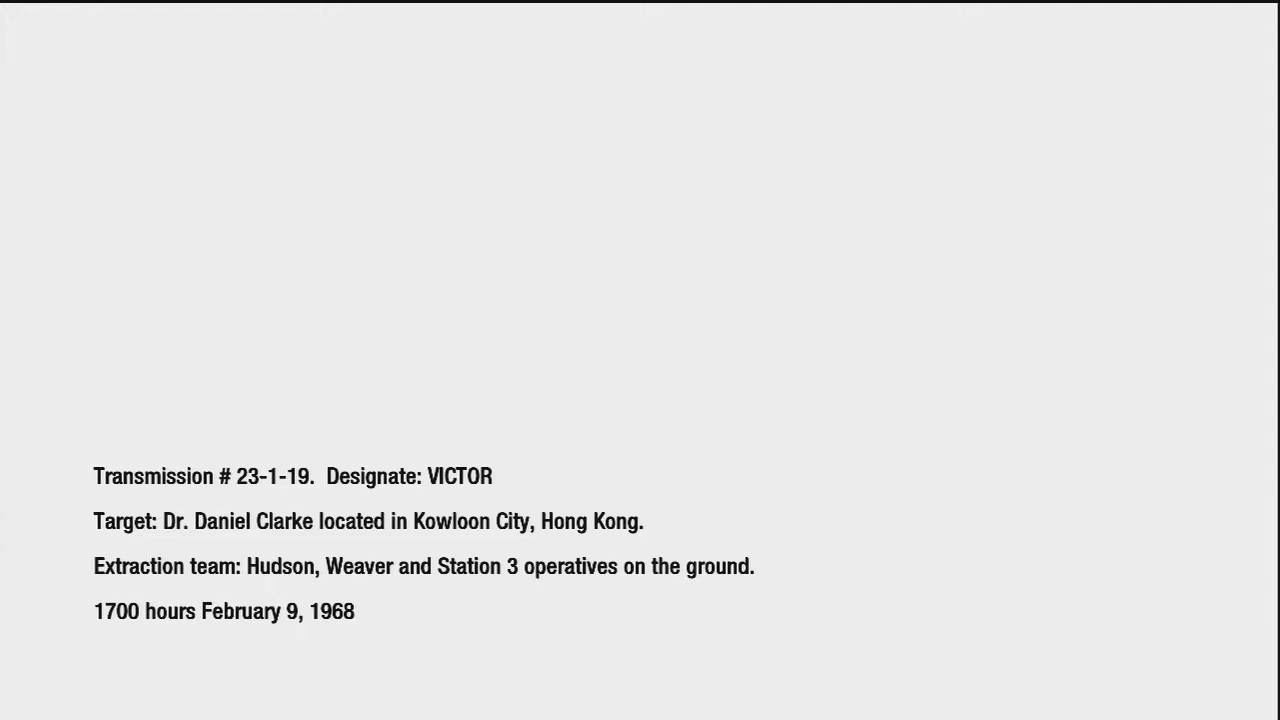 Transmission # 23-1-19.  Designate: VICTOR
Target: Dr. Daniel Clarke located in Kowloon City, Hong Kong.
Extraction team: Hudson, Weaver and Station 3 operatives on the ground.
1700 hours February 9, 1968